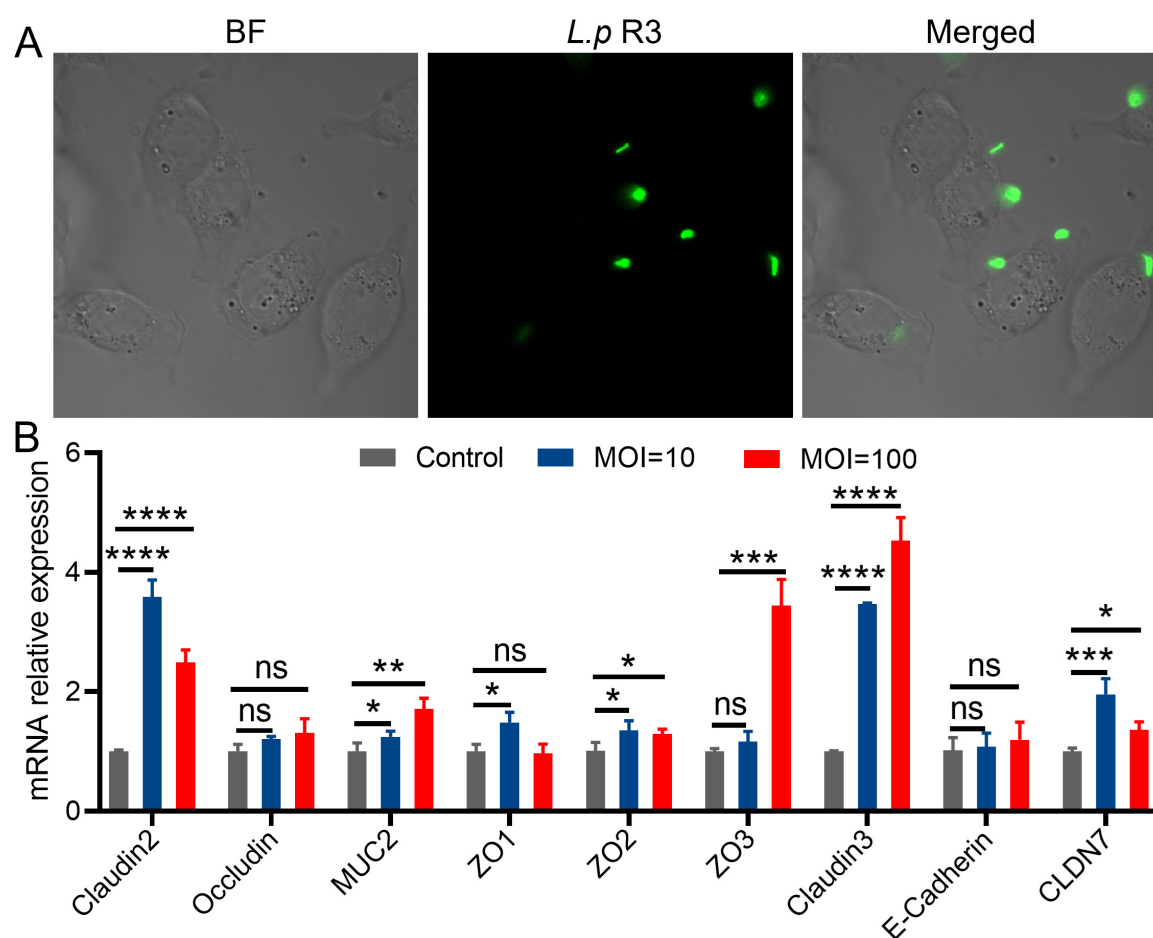 A
BF
L.p R3
Merged
B
mRNA relative expression
6
4
2
0
Control
MOI=10
MOI=100
****
****
ns
ns
**
*
ns
*
*
*
***
ns
****
****
ns
ns
*
***
Claudin2
Occludin
MUC2
ZO1
ZO2
ZO3
Claudin3
E-Cadherin
CLDN7